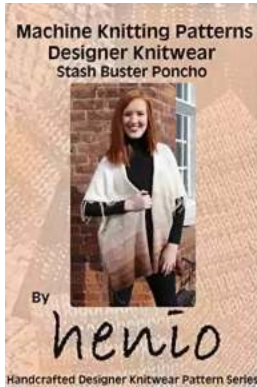 Machine Knitting Patterns
Designer Knitwear
Stash Buster Poncho
By
henio
Handcrafted Designer Knitwear Pattern Series